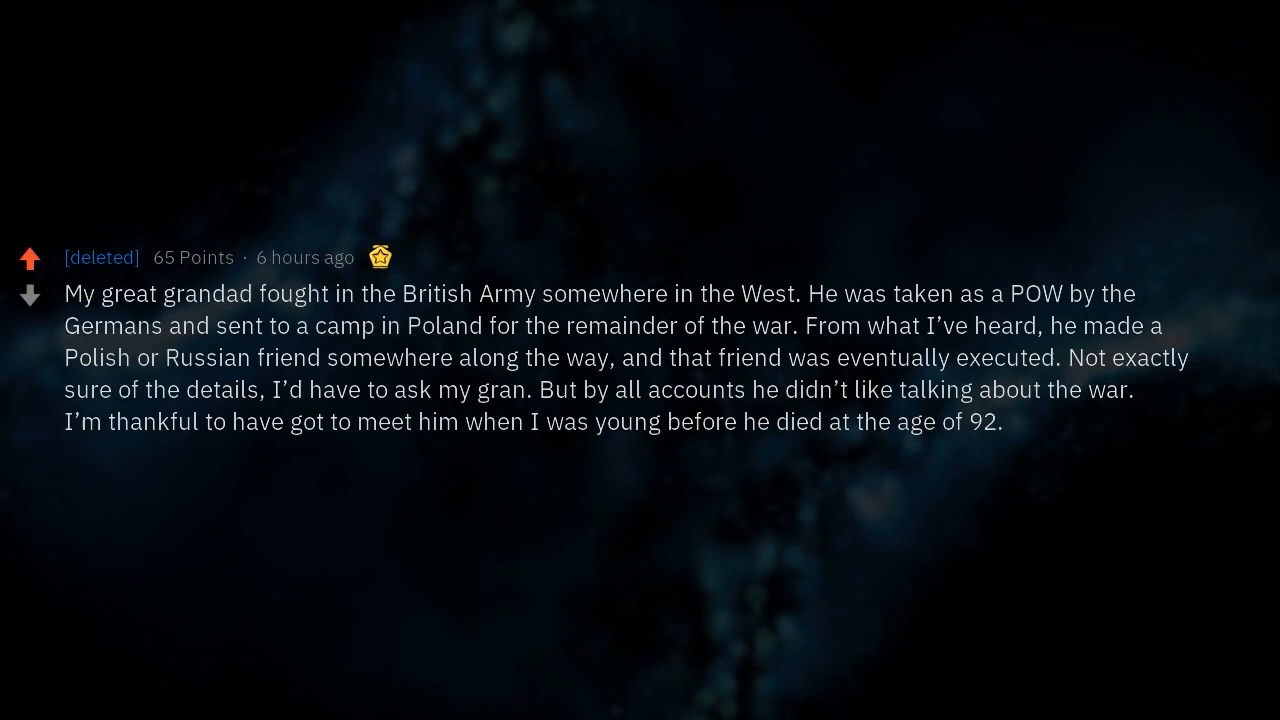 [deleted] 65 Points · 6 hours ago
My great grandad fought in the British Army somewhere in the West. He was taken as a POW by the
Germans and sent to a camp in Poland for the remainder of the war. From what I’ve heard, he made a
Polish or Russian friend somewhere along the way, and that friend was eventually executed. Not exactly
sure of the details, I’d have to ask my gran. But by all accounts he didn’t like talking about the war.
I’m thankful to have got to meet him when I was young before he died at the age of 92.